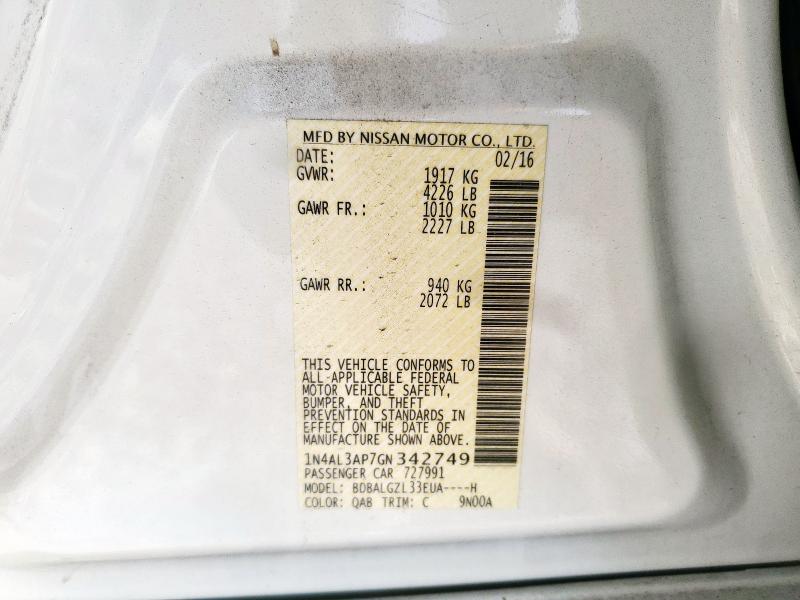 MFD BY NISSAN MOTOR CO., LTD.
DATE: 02/16
GVWR: 1917 KG
4226 LB
GAWR FR.: 1010 KG
2227 LB
GAWR RR.: 940 KG
2072 LB
THIS VEHICLE CONFORMS TO
ALL-APPLICABLE FEDERAL
MOTOR VEHICLE SAFETY,
BUMPER, AND THEFT
PREVENTION STANDARDS IN
EFFECT ON THE DATE OF
MANUFACTURE SHOWN ABOVE.
1N4AL3AP7GN342749
PASSENGER CAR 727991
MODEL: BDBALGZL33EUA----H
COLOR: QAB TRIM: C 9N00A